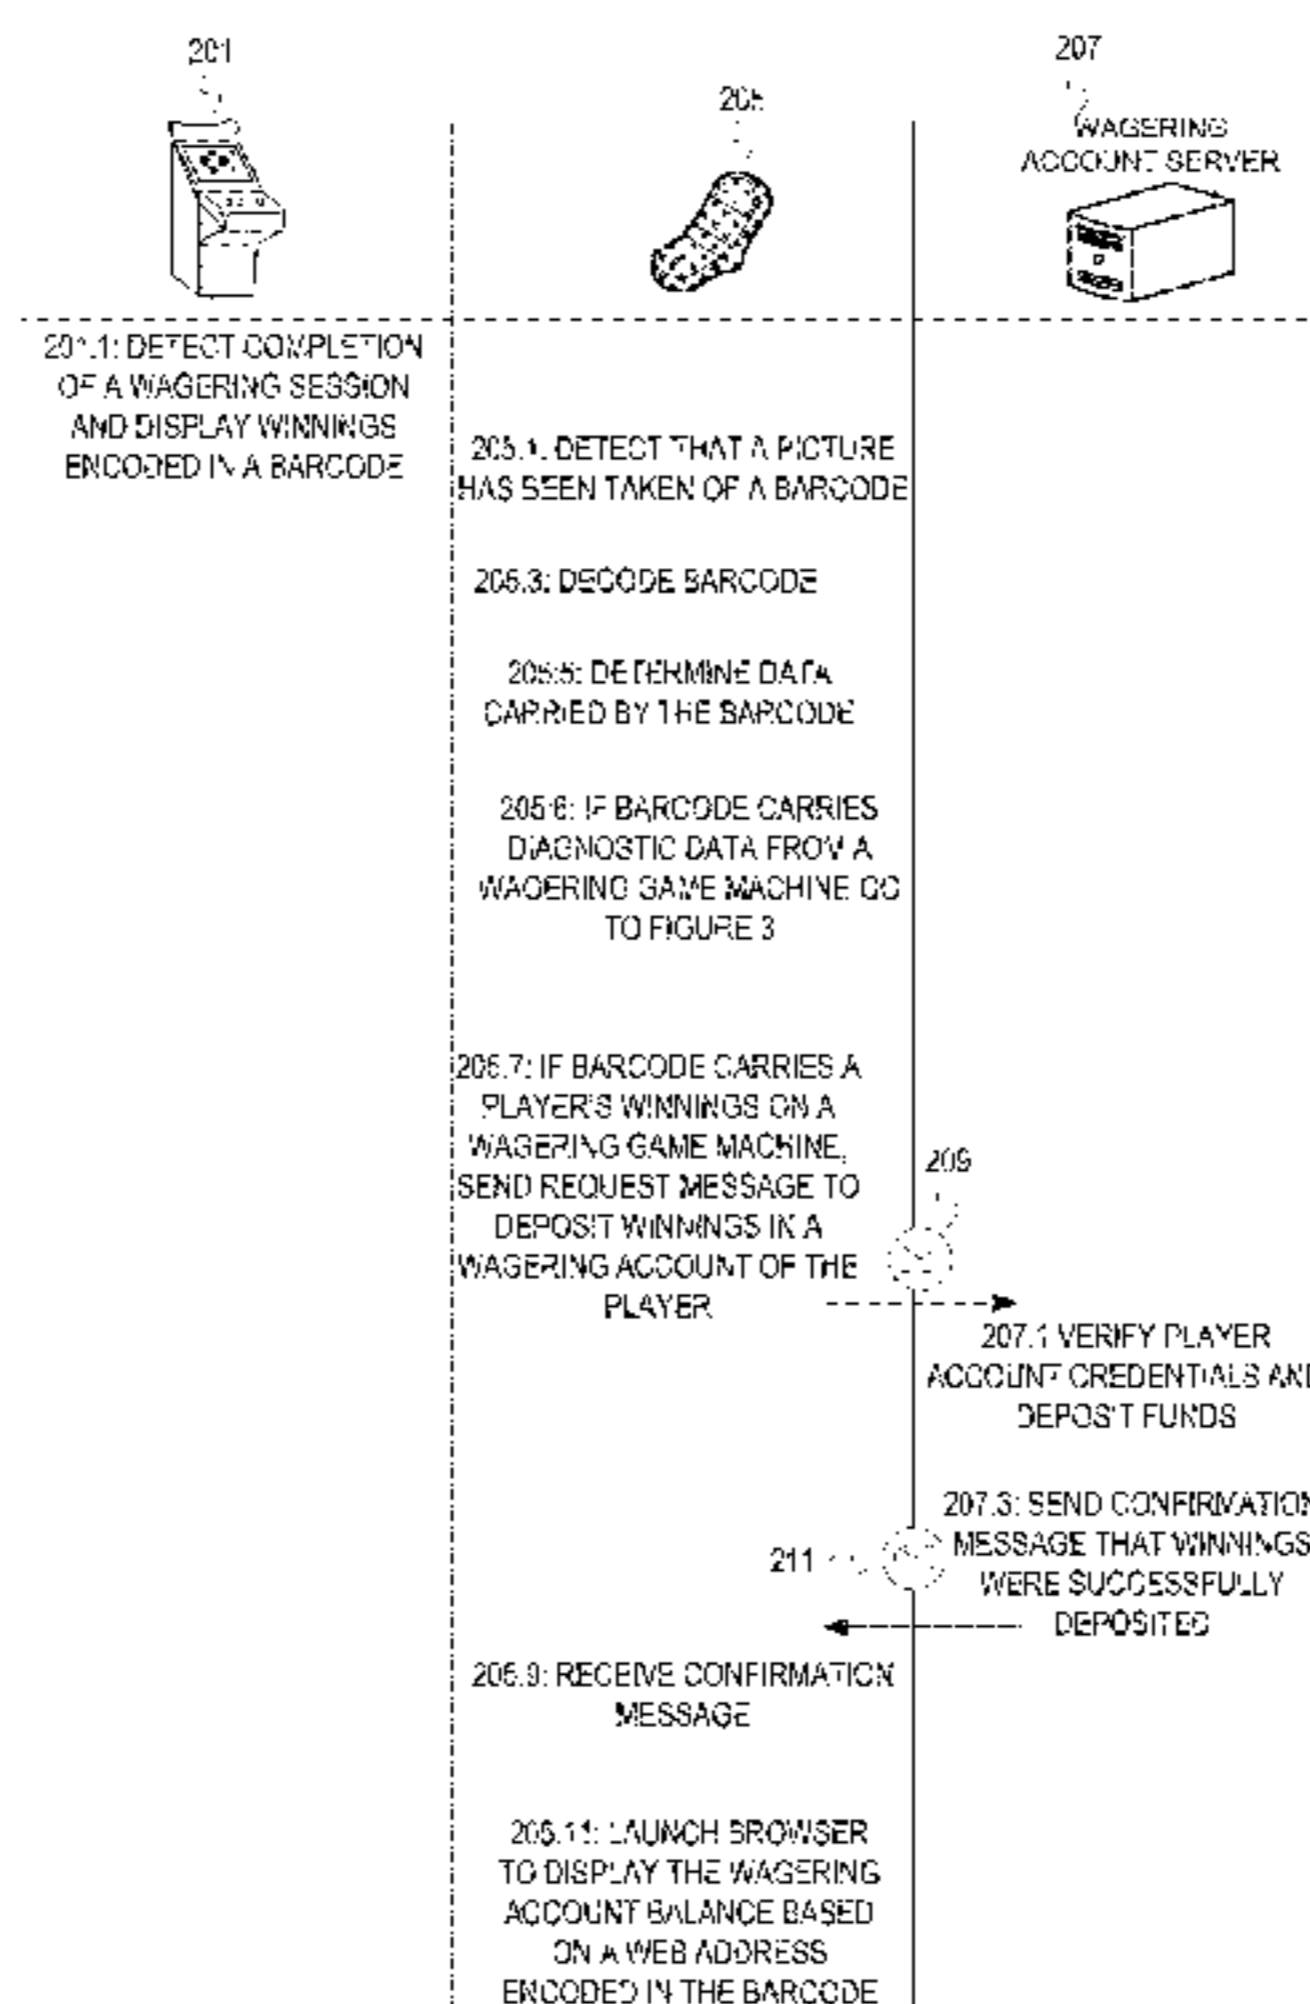 201
205
207
WAGERING
ACCOUNT SERVER
201.1: DETECT COMPLETION
OF A WAGERING SESSION
AND DISPLAY WINNINGS
ENCODED IN A BARCODE
205.1: DETECT THAT A PICTURE
HAS BEEN TAKEN OF A BARCODE
205.3: DECODE BARCODE
205.5: DETERMINE DATA
CARRIED BY THE BARCODE
205.6: IF BARCODE CARRIES
DIAGNOSTIC DATA FROM A
WAGERING GAME MACHINE GO
TO FIGURE 3
205.7: IF BARCODE CARRIES A
PLAYER'S WINNINGS ON A
WAGERING GAME MACHINE,
SEND REQUEST MESSAGE TO
DEPOSIT WINNINGS IN A
WAGERING ACCOUNT OF THE
PLAYER
209
207.1 VERIFY PLAYER
ACCOUNT CREDENTIALS AND
DEPOSIT FUNDS
207.3: SEND CONFIRMATION
MESSAGE THAT WINNINGS
WERE SUCCESSFULLY
DEPOSITED
211
205.9: RECEIVE CONFIRMATION
MESSAGE
205.11: LAUNCH BROWSER
TO DISPLAY THE WAGERING
ACCOUNT BALANCE BASED
ON A WEB ADDRESS
ENCODED IN THE BARCODE